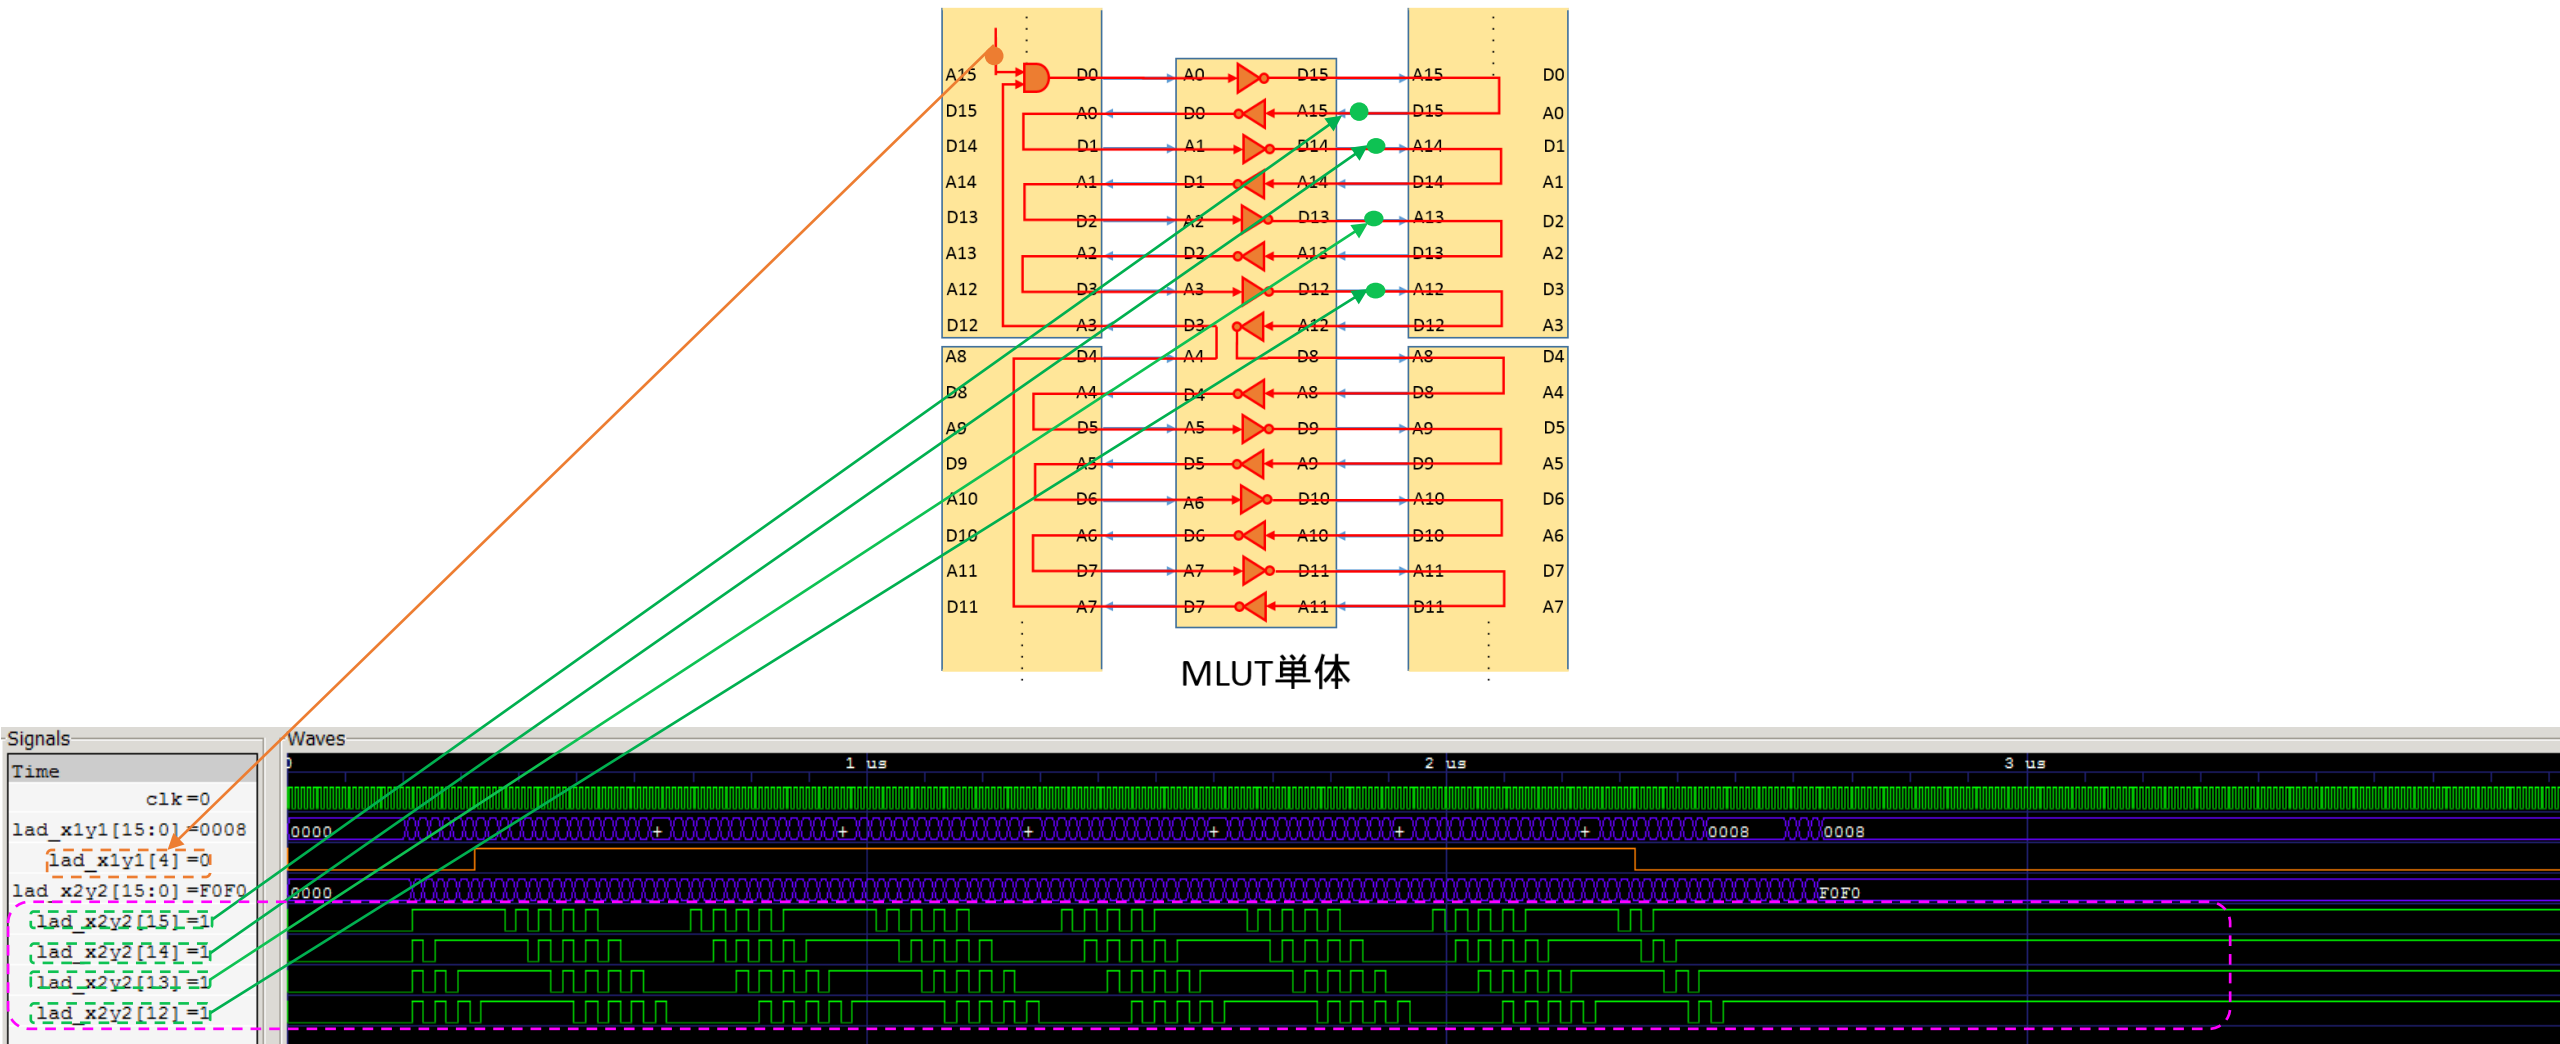 A15 D0 A0 D15 A15 D0
D15 A0 D0 A15 D15 A0
D14 D1 A1 D14 A14 D1
A14 A1 D1 A14 D14 A1
D13 D2 A2 D13 A13 D2
A13 A2 D2 A13 D13 A2
A12 D3 A3 D12 A12 D3
D12 A3 D3 A12 D12 A3
A8 D4 A4 D8 A8 D4
D8 A4 D4 A8 D8 A4
A9 D5 A5 D9 A9 D5
D9 A5 D5 A9 D9 A5
A10 D6 A6 D10 A10 D6
D10 A6 D6 A10 D10 A6
A11 D7 A7 D11 A11 D7
D11 A7 D7 A11 D11 A7
MLUT単体
Signals Waves
Time 0 1 us 2 us 3 us
clk=0
lad_x1y1[15:0]=0008 0000 + + + + + + 0008 0008
lad_x1y1[4]=0
lad_x2y2[15:0]=F0F0 0000 F0F0
lad_x2y2[15]=1
lad_x2y2[14]=1
lad_x2y2[13]=1
lad_x2y2[12]=1